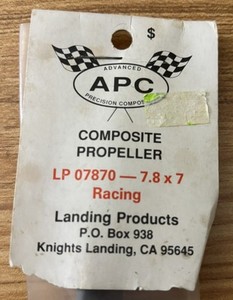 $
ADVANCED
APC
PRECISION COMPOT
COMPOSITE
PROPELLER
LP 07870 — 7.8 x 7
Racing
Landing Products
P.O. Box 938
Knights Landing, CA 95645